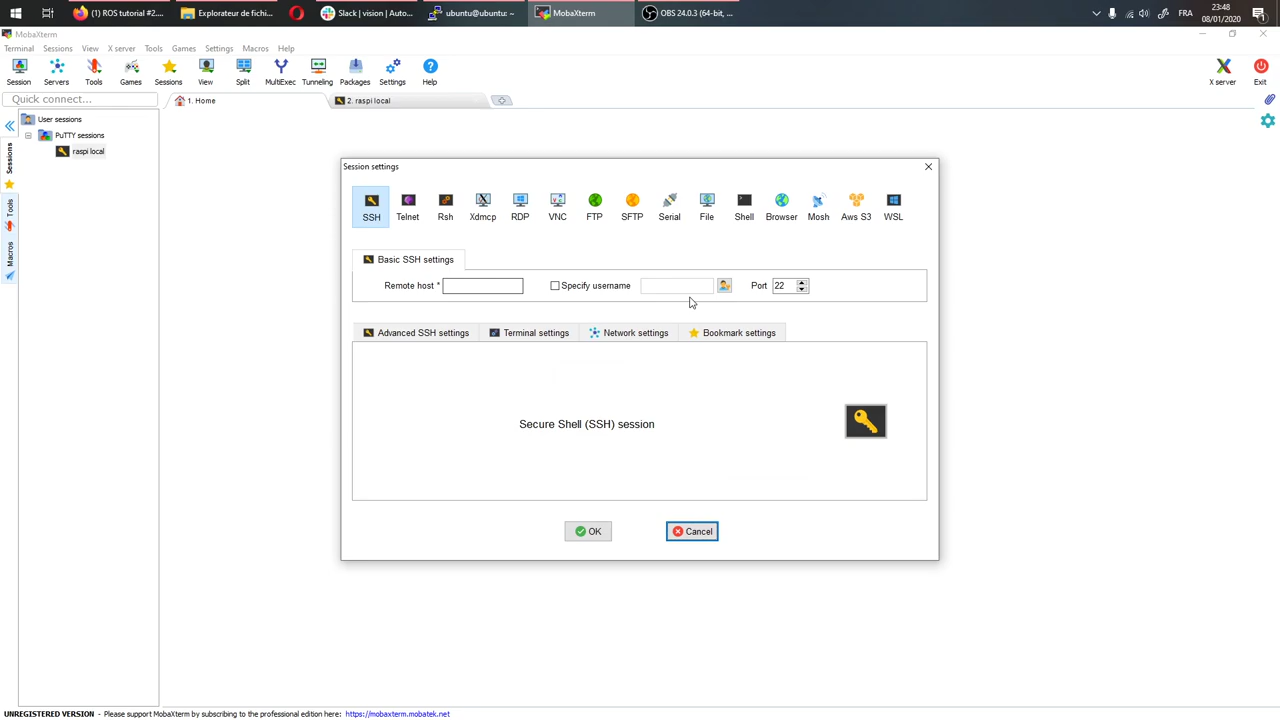 (1) ROS tutorial #2....
Explorateur de fichi...
Slack | vision | Auto...
ubuntu@ubuntu: ~
MobaXterm
OBS 24.0.3 (64-bit, ...
FRA
23:48
08/01/2020
1
MobaXterm
Terminal Sessions View X server Tools Games Settings Macros Help
Session Servers Tools Games Sessions View Split MultiExec Tunneling Packages Settings Help X server Exit
Quick connect...
1. Home
2. raspi local
User sessions
PuTTY sessions
raspi local
Sessions
Tools
Macros
Session settings
SSH Telnet Rsh Xdmcp RDP VNC FTP SFTP Serial File Shell Browser Mosh Aws S3 WSL
Basic SSH settings
Remote host * Specify username Port 22
Advanced SSH settings Terminal settings Network settings Bookmark settings
Secure Shell (SSH) session
OK Cancel
UNREGISTERED VERSION - Please support MobaXterm by subscribing to the professional edition here: https://mobaxterm.mobatek.net